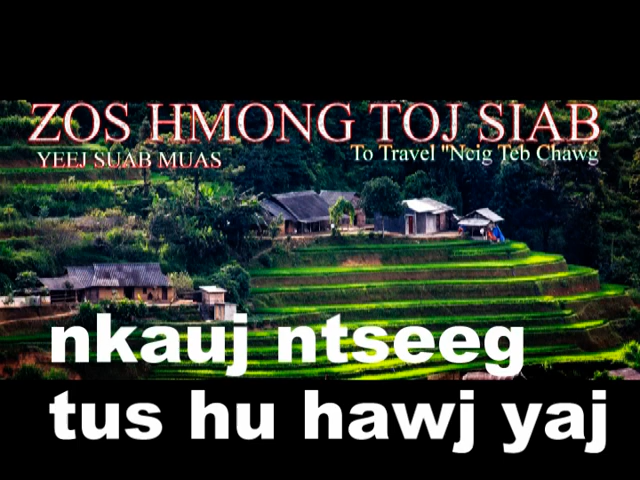 ZOS HMONG TOJ SIAB
YEEJ SUAB MUAS
To Travel "Ncig Teb Chawg
nkauj ntseeg
tus hu hawj yaj